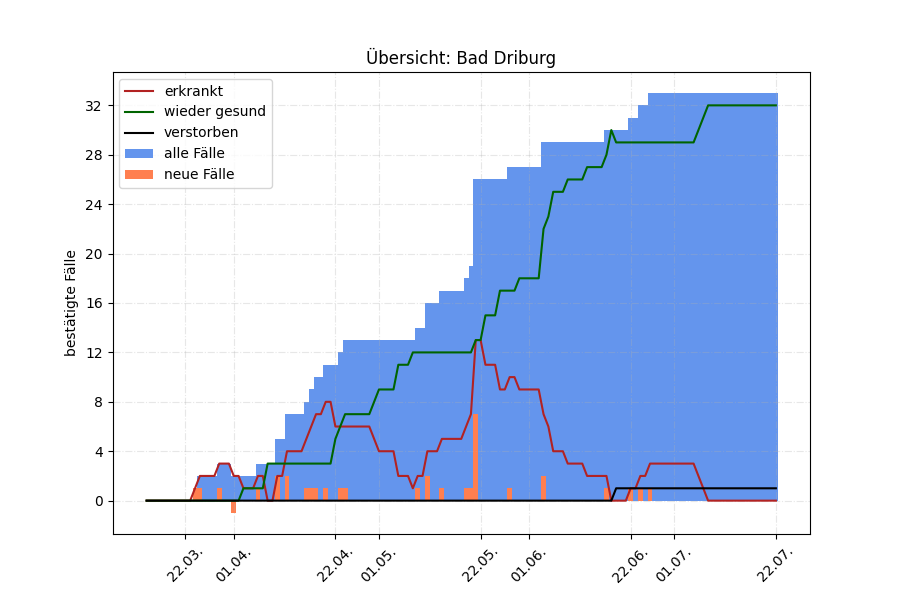 Übersicht: Bad Driburg
erkrankt
wieder gesund
verstorben
alle Fälle
neue Fälle
bestätigte Fälle
32
28
24
20
16
12
8
4
0
22.03.
01.04.
22.04.
01.05.
22.05.
01.06.
22.06.
01.07.
22.07.